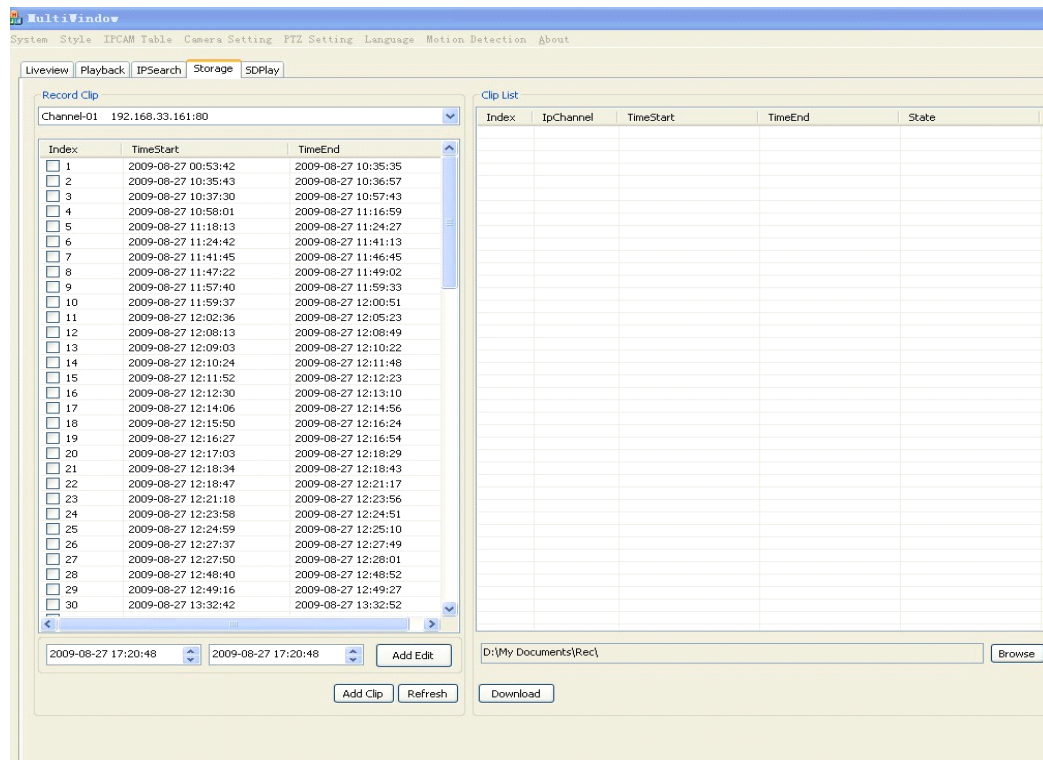 MultiWindow
System Style IPCAM Table Camera Setting PTZ Setting Language Motion Detection About
Liveview Playback IPSearch Storage SDPlay
Record Clip
Channel-01 192.168.33.161:80
Index TimeStart TimeEnd
1 2009-08-27 00:53:42 2009-08-27 10:35:35
2 2009-08-27 10:35:43 2009-08-27 10:36:57
3 2009-08-27 10:37:30 2009-08-27 10:57:43
4 2009-08-27 10:58:01 2009-08-27 11:16:59
5 2009-08-27 11:18:13 2009-08-27 11:24:27
6 2009-08-27 11:24:42 2009-08-27 11:41:13
7 2009-08-27 11:41:45 2009-08-27 11:46:45
8 2009-08-27 11:47:22 2009-08-27 11:49:02
9 2009-08-27 11:57:40 2009-08-27 11:59:33
10 2009-08-27 11:59:37 2009-08-27 12:00:51
11 2009-08-27 12:02:36 2009-08-27 12:05:23
12 2009-08-27 12:08:13 2009-08-27 12:08:49
13 2009-08-27 12:09:03 2009-08-27 12:10:22
14 2009-08-27 12:10:24 2009-08-27 12:11:48
15 2009-08-27 12:11:52 2009-08-27 12:12:23
16 2009-08-27 12:12:30 2009-08-27 12:13:10
17 2009-08-27 12:14:06 2009-08-27 12:14:56
18 2009-08-27 12:15:50 2009-08-27 12:16:24
19 2009-08-27 12:16:27 2009-08-27 12:16:54
20 2009-08-27 12:17:03 2009-08-27 12:18:29
21 2009-08-27 12:18:34 2009-08-27 12:18:43
22 2009-08-27 12:18:47 2009-08-27 12:21:17
23 2009-08-27 12:21:18 2009-08-27 12:23:56
24 2009-08-27 12:23:58 2009-08-27 12:24:51
25 2009-08-27 12:24:59 2009-08-27 12:25:10
26 2009-08-27 12:27:37 2009-08-27 12:27:49
27 2009-08-27 12:27:50 2009-08-27 12:28:01
28 2009-08-27 12:48:40 2009-08-27 12:48:52
29 2009-08-27 12:49:16 2009-08-27 12:49:27
30 2009-08-27 13:32:42 2009-08-27 13:32:52
2009-08-27 17:20:48 2009-08-27 17:20:48 Add Edit
Add Clip Refresh
Clip List
Index IpChannel TimeStart TimeEnd State
D:\My Documents\Rec\ Browse
Download